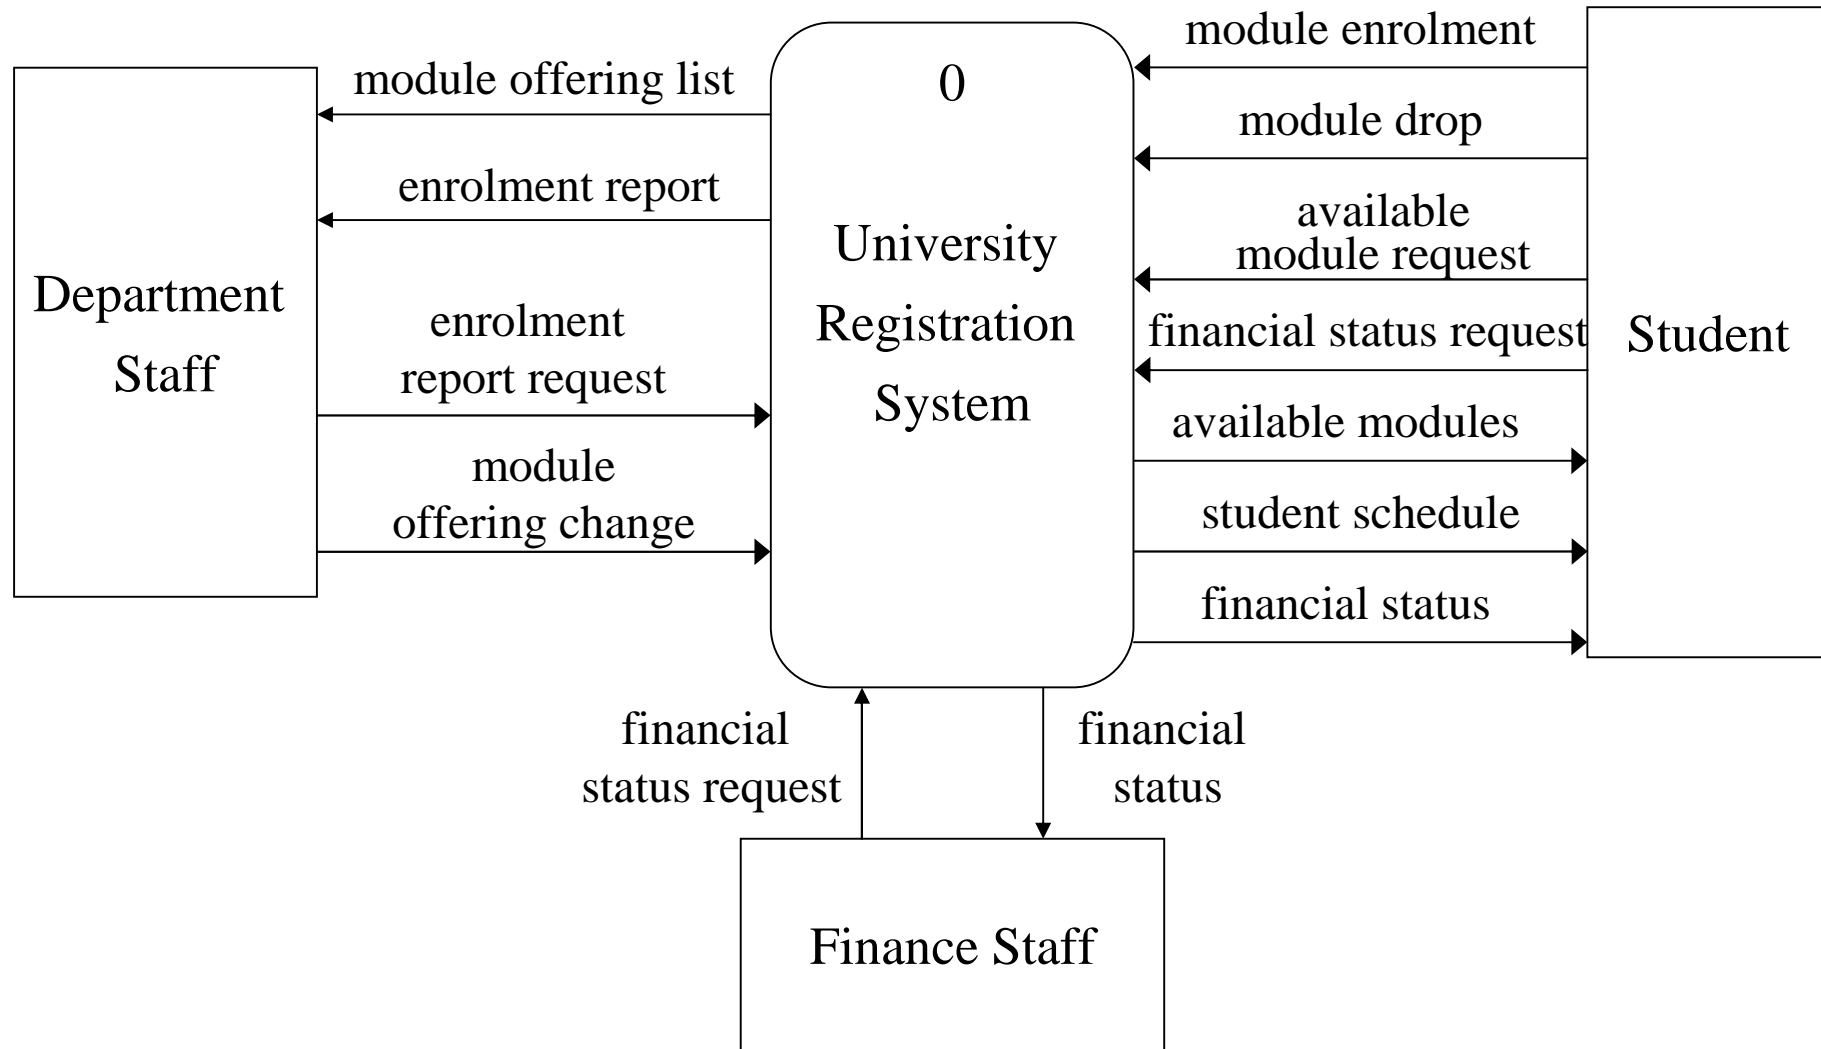 module offering list
enrolment report
Department
Staff
enrolment
report request
module
offering change
0
University
Registration
System
module enrolment
module drop
available
module request
financial status request
available modules
student schedule
financial status
Student
financial
status request
financial
status
Finance Staff